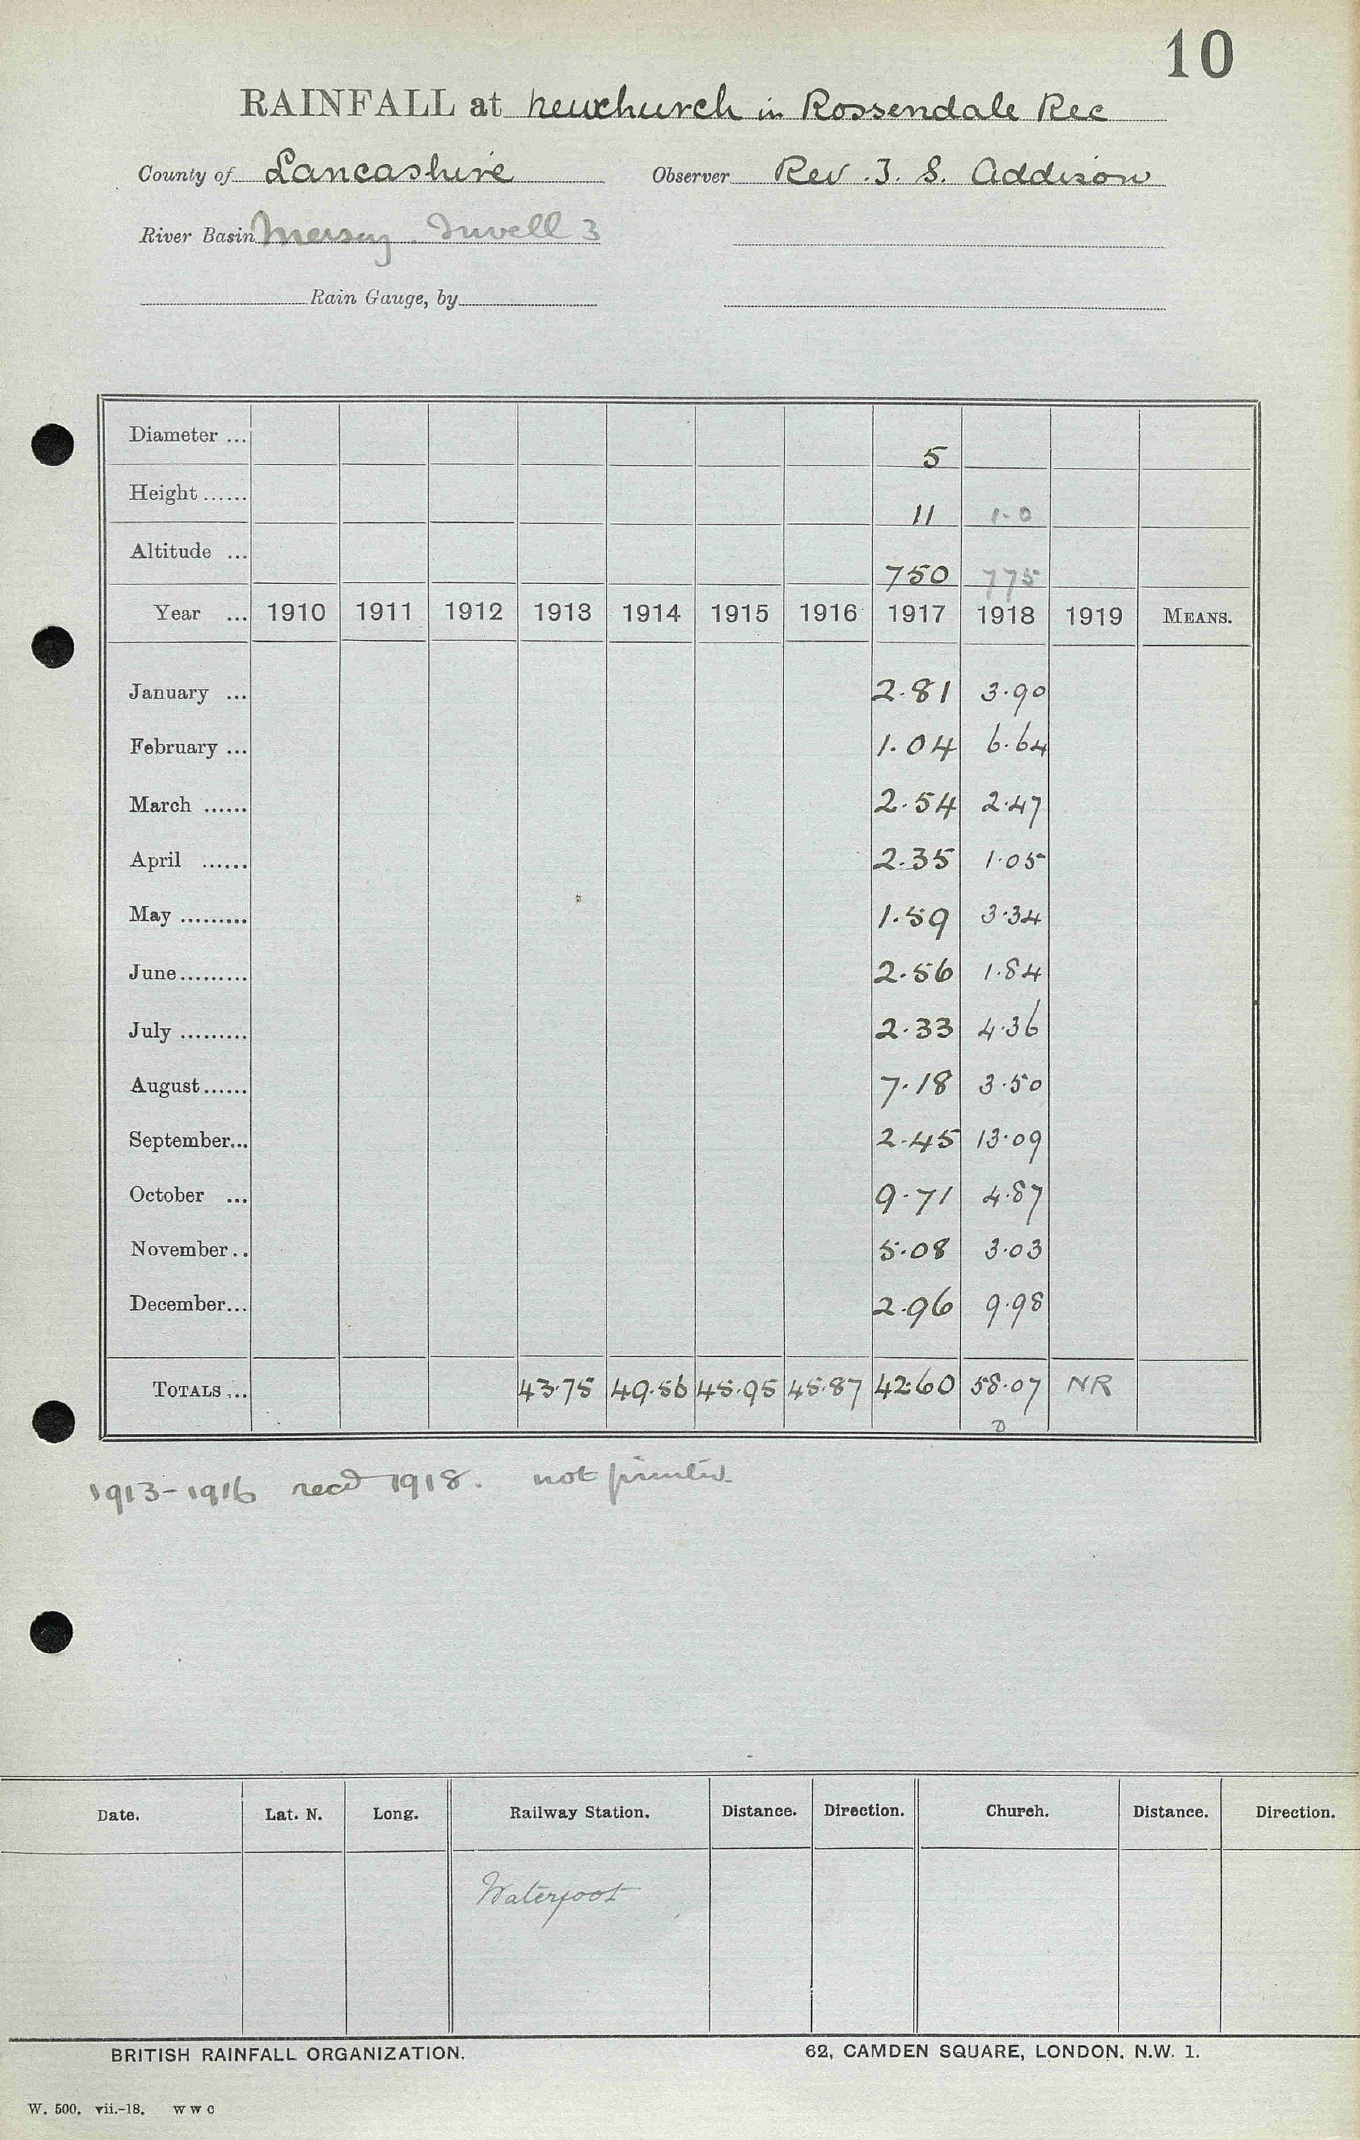 10
RAINFALL at Newchurch in Rossendale Rec
County of Lancashire Observer Rev. J. S. Addison
River Basin Mersey. Irwell 3
Rain Gauge, by
Diameter ... 5
Height ...... 11 1-0
Altitude ... 750 775
Year ... 1910 1911 1912 1913 1914 1915 1916 1917 1918 1919 MEANS.
January ... 2.81 3.90
February ... 1.04 6.64
March ...... 2.54 2.47
April ...... 2.35 1.05
May ......... 1.59 3.34
June......... 2.56 1.84
July ......... 2.33 4.36
August...... 7.18 3.50
September... 2.45 13.09
October ... 9.71 4.87
November.. 5.08 3.03
December... 2.96 9.98
TOTALS ... 43.75 49.56 45.95 45.87 42.60 58.07 NR
1913-1916 recd 1918. not printed.
Date. Lat. N. Long. Railway Station. Distance. Direction. Church. Distance. Direction.
Waterfoot
BRITISH RAINFALL ORGANIZATION. 62, CAMDEN SQUARE, LONDON. N.W. 1.
W. 500. vii.-18. W W C